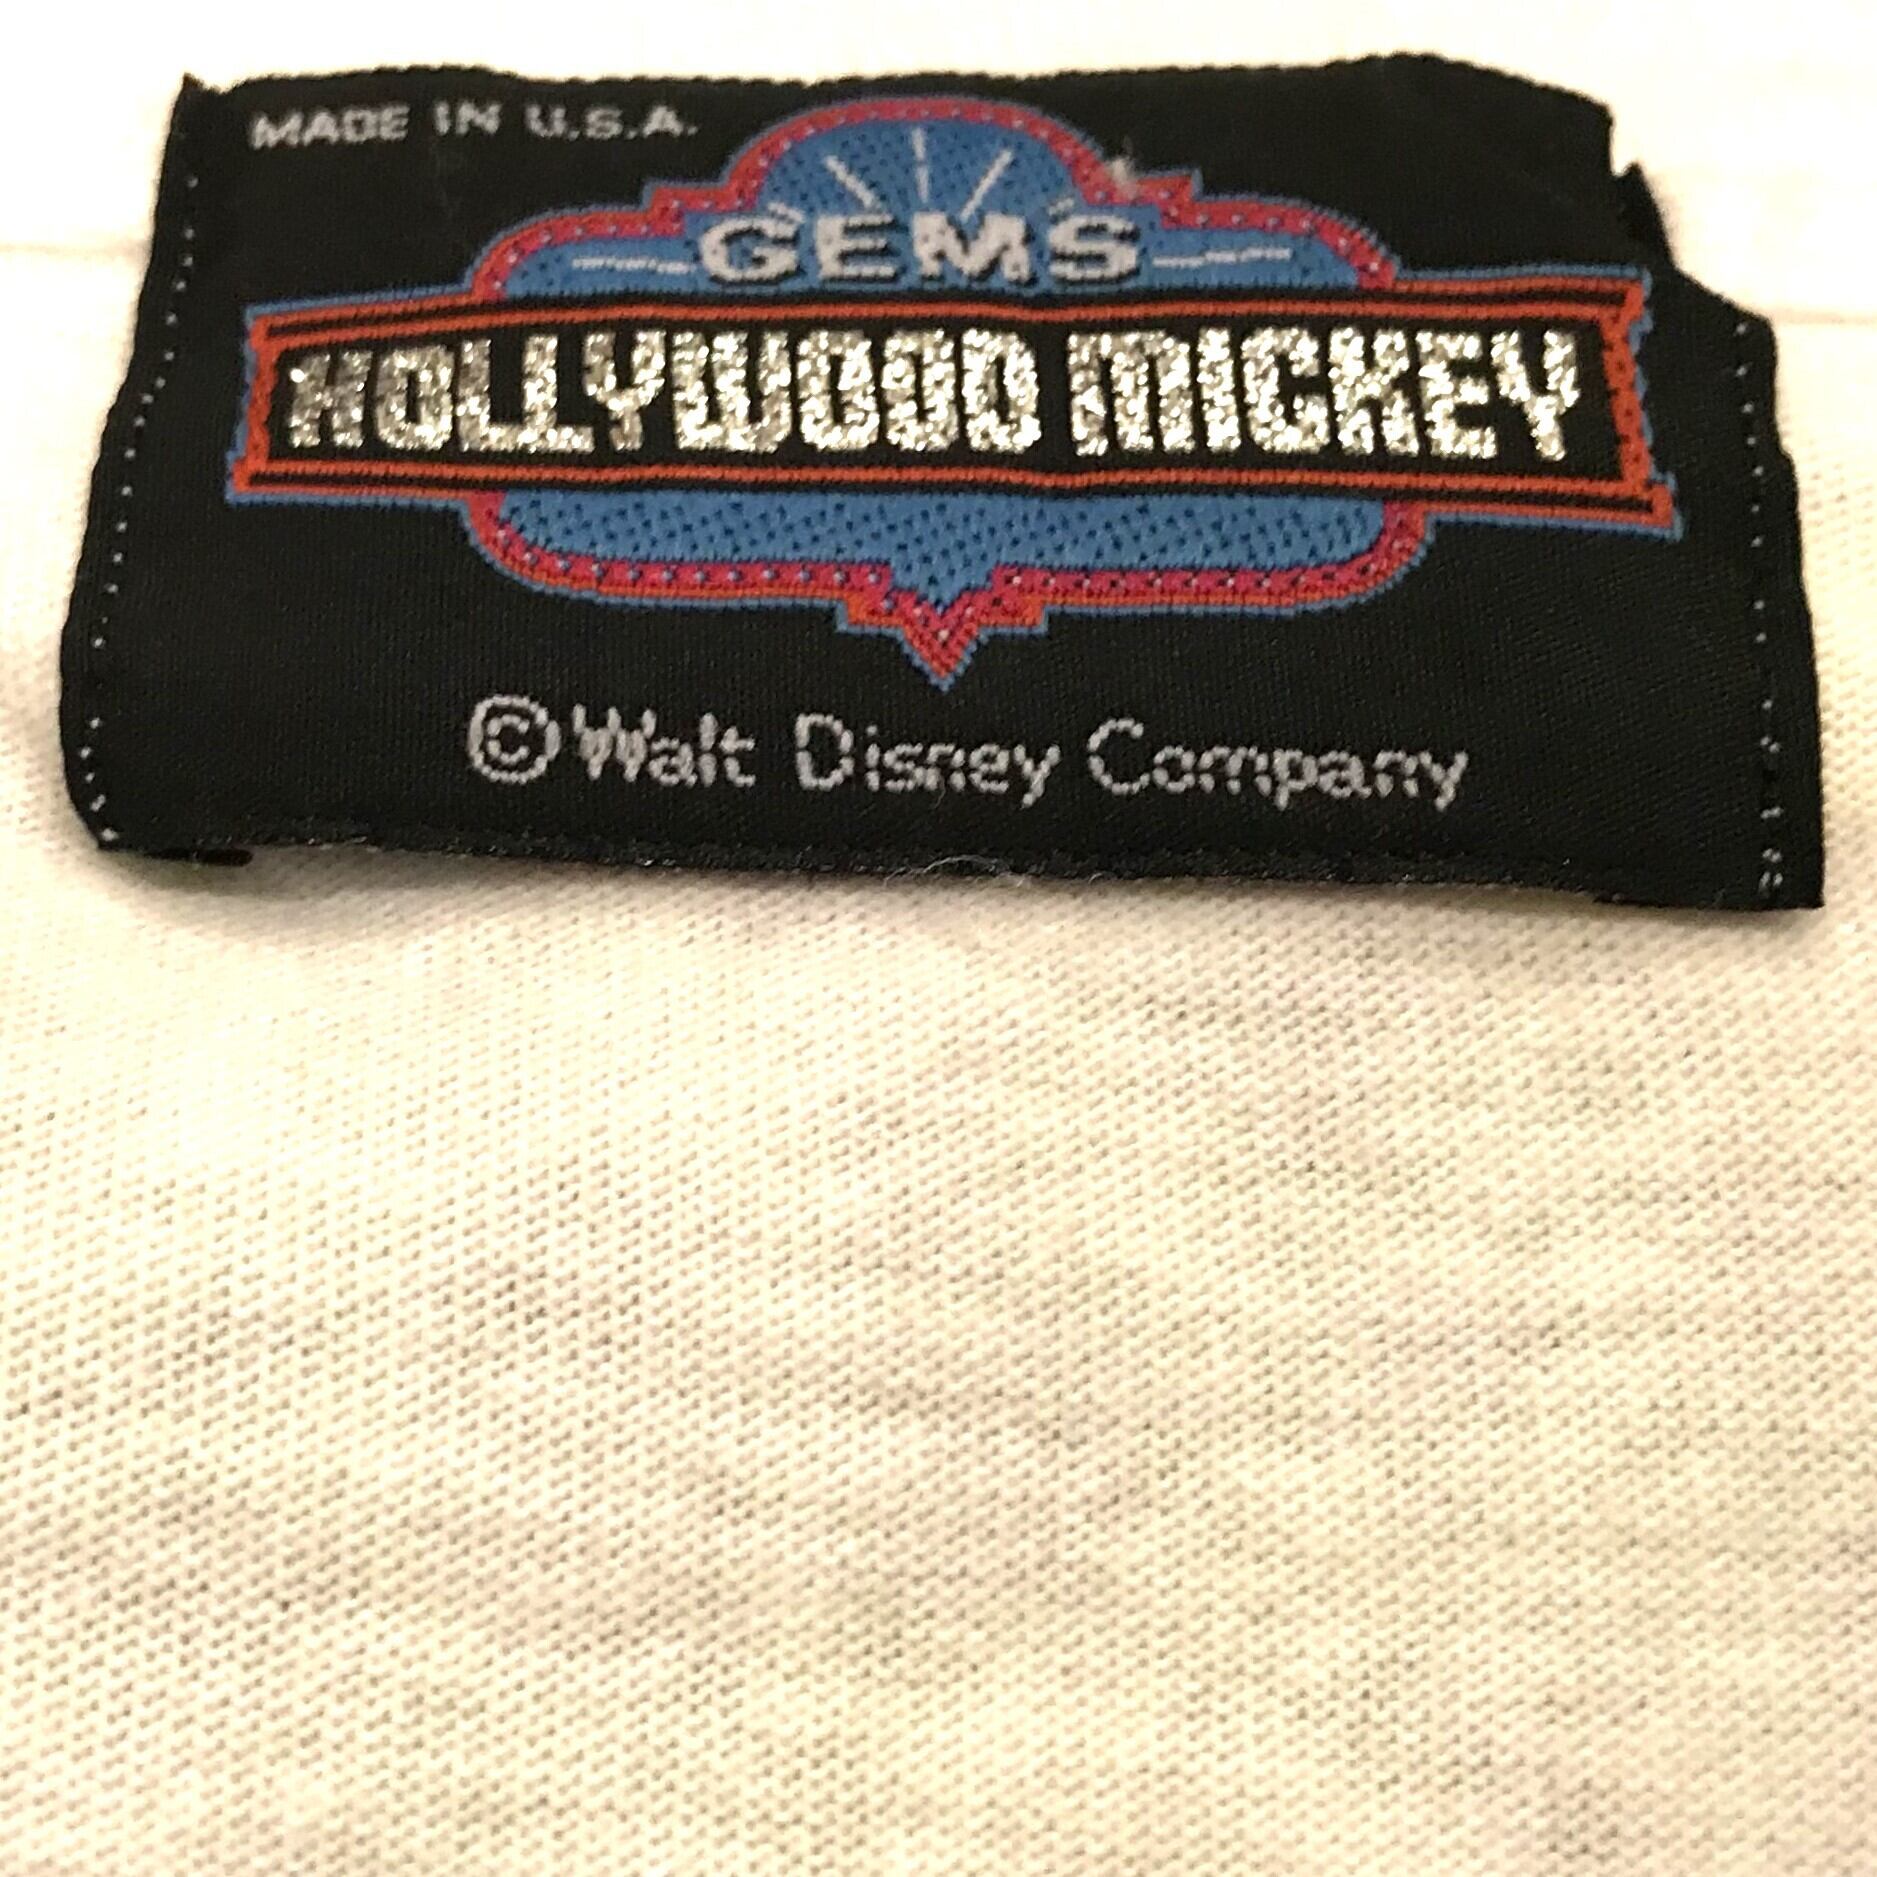 MADE IN U.S.A.
GEMS
HOLLYWOOD MICKEY
©Walt Disney Company